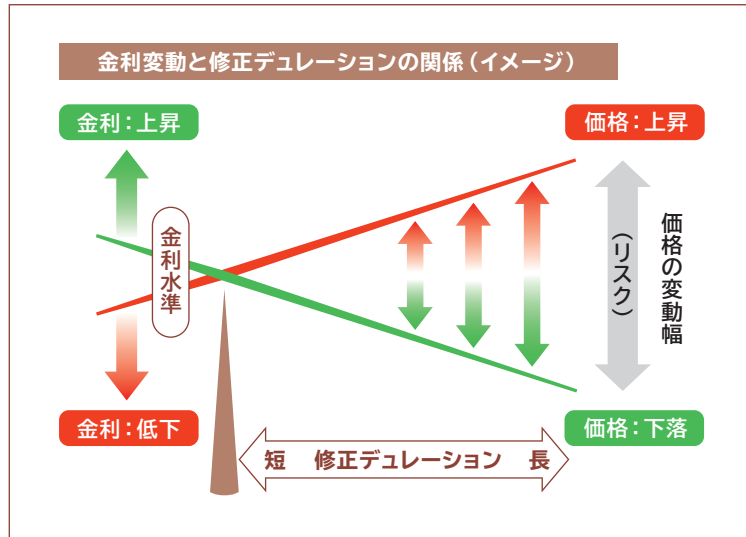 金利変動と修正デュレーションの関係（イメージ）
金利：上昇
価格：上昇
金利水準
価格の変動幅
（リスク）
金利：低下
価格：下落
短 修正デュレーション 長